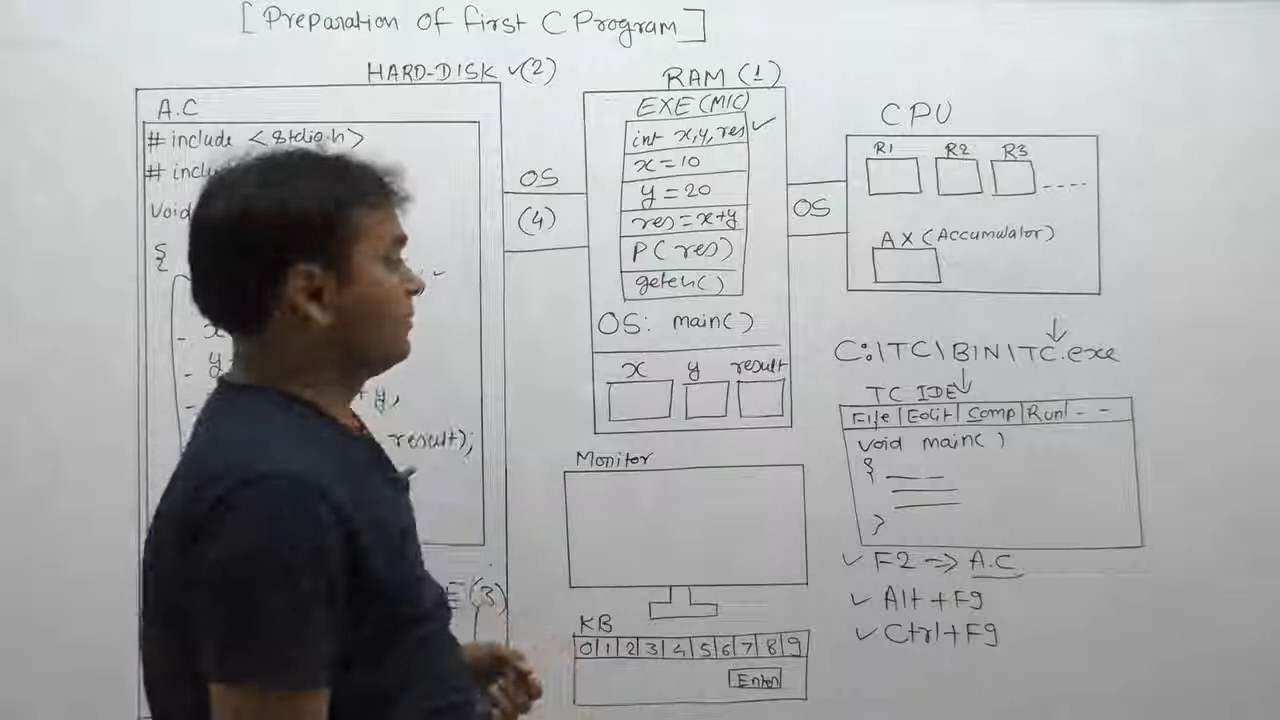 [Preparation of First C Program]
HARD-DISK ✓(2)
A.C
# include <stdio.h>
# inclu
Void
{
x
y
y,
result);
E(3)
OS
(4)
RAM (1)
EXE (MIC)
int x,y, res ✓
x = 10
y = 20
res = x+y
P ( res)
getch( )
OS: main( )
x y result
OS
CPU
R1 R2 R3 ----
AX (Accumulator)
C:\TC\BIN\TC.exe
TC IDE
File | Edit | Comp | Run | - -
void main( )
{
}
✓ F2 => A.C
✓ Alt + F9
✓ Ctrl + F9
Monitor
KB
0 1 2 3 4 5 6 7 8 9
Enter